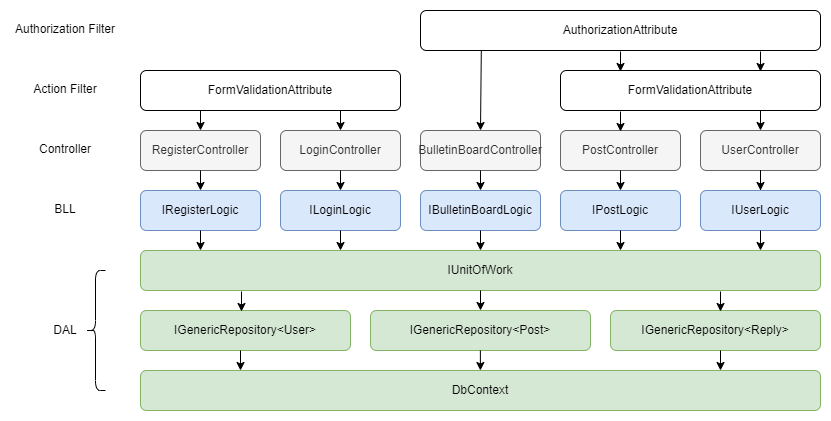 Authorization Filter
AuthorizationAttribute
Action Filter
FormValidationAttribute
FormValidationAttribute
Controller
RegisterController
LoginController
BulletinBoardController
PostController
UserController
BLL
IRegisterLogic
ILoginLogic
IBulletinBoardLogic
IPostLogic
IUserLogic
DAL
IUnitOfWork
IGenericRepository<User>
IGenericRepository<Post>
IGenericRepository<Reply>
DbContext